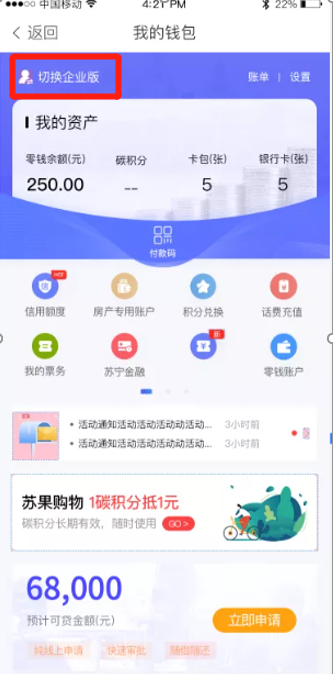 中国移动 4:21 PM 22%
返回 我的钱包
切换企业版 账单 | 设置
我的资产
零钱余额(元) 碳积分 卡包(张) 银行卡(张)
250.00 -- 5 5
付款码
HOT
信用额度 房产专用账户 积分兑换 话费充值
新
我的票务 苏宁金融 零钱账户
活动通知活动活动活动动活动... 3小时前
活动通知活动活动活动动活动... 3小时前
苏果购物 1碳积分抵1元
碳积分长期有效，随时使用 GO >
68,000
预计可贷金额(元) 立即申请
纯线上申请 快速审批 随借随还